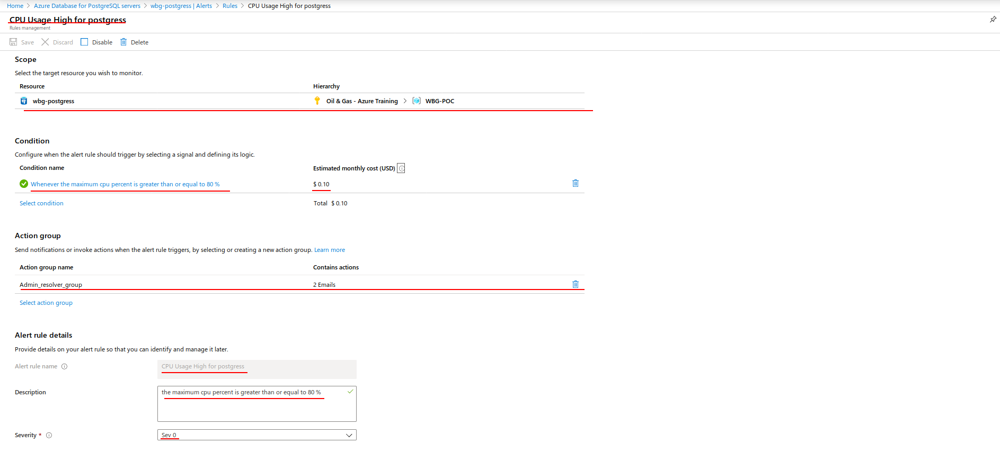 Home > Azure Database for PostgreSQL servers > wbg-postgress | Alerts > Rules > CPU Usage High for postgress
CPU Usage High for postgress
Rules management
Save Discard Disable Delete
Scope
Select the target resource you wish to monitor.
Resource Hierarchy
wbg-postgress Oil & Gas - Azure Training > WBG-POC
Condition
Configure when the alert rule should trigger by selecting a signal and defining its logic.
Condition name Estimated monthly cost (USD)
Whenever the maximum cpu percent is greater than or equal to 80 % $ 0.10
Select condition Total $ 0.10
Action group
Send notifications or invoke actions when the alert rule triggers, by selecting or creating a new action group. Learn more
Action group name Contains actions
Admin_resolver_group 2 Emails
Select action group
Alert rule details
Provide details on your alert rule so that you can identify and manage it later.
Alert rule name CPU Usage High for postgress
Description the maximum cpu percent is greater than or equal to 80 %
Severity * Sev 0